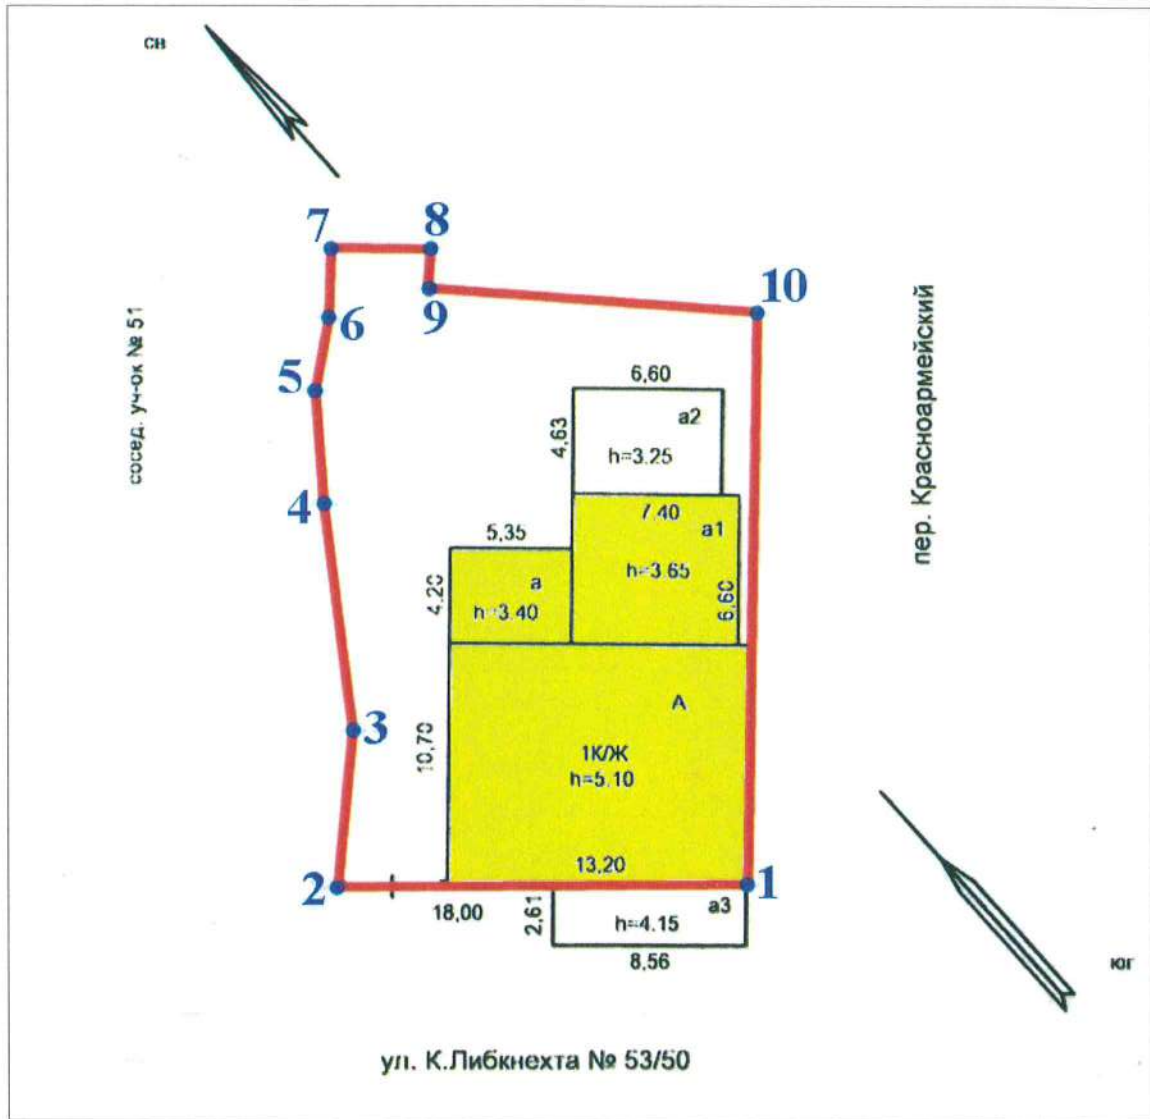 св
7
8
10
6
9
5
сосед. уч-ок № 51
пер. Красноармейский
6,60
а2
4,63
h=3.25
4
7,40
а1
5,35
h=3.65
а
4,20
h=3.40
6,60
3
А
10,70
1К/Ж
h=5.10
13,20
2
1
18,00
2,61
а3
h=4.15
8,56
юг
ул. К.Либкнехта № 53/50